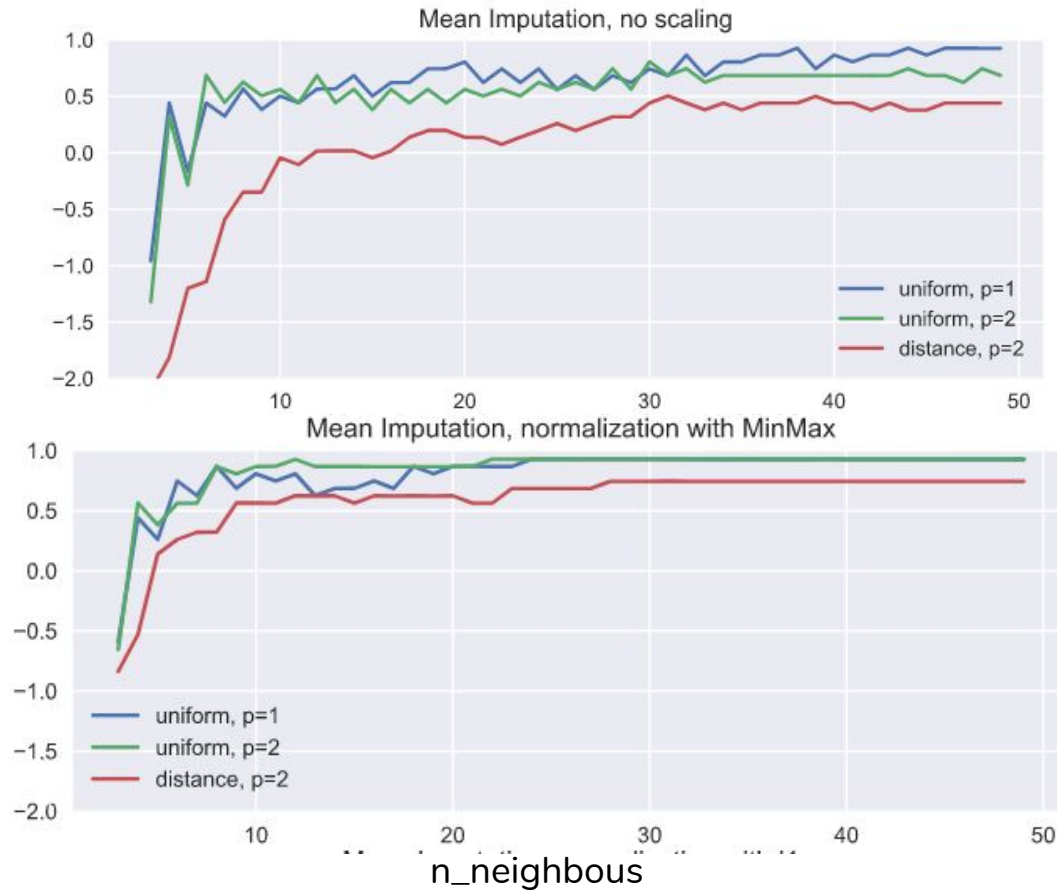 Mean Imputation, no scaling
1.0
0.5
0.0
−0.5
−1.0
−1.5
−2.0
uniform, p=1
uniform, p=2
distance, p=2
10 20 30 40 50
Mean Imputation, normalization with MinMax
1.0
0.5
0.0
−0.5
−1.0
−1.5
−2.0
uniform, p=1
uniform, p=2
distance, p=2
10 20 30 40 50
n_neighbous